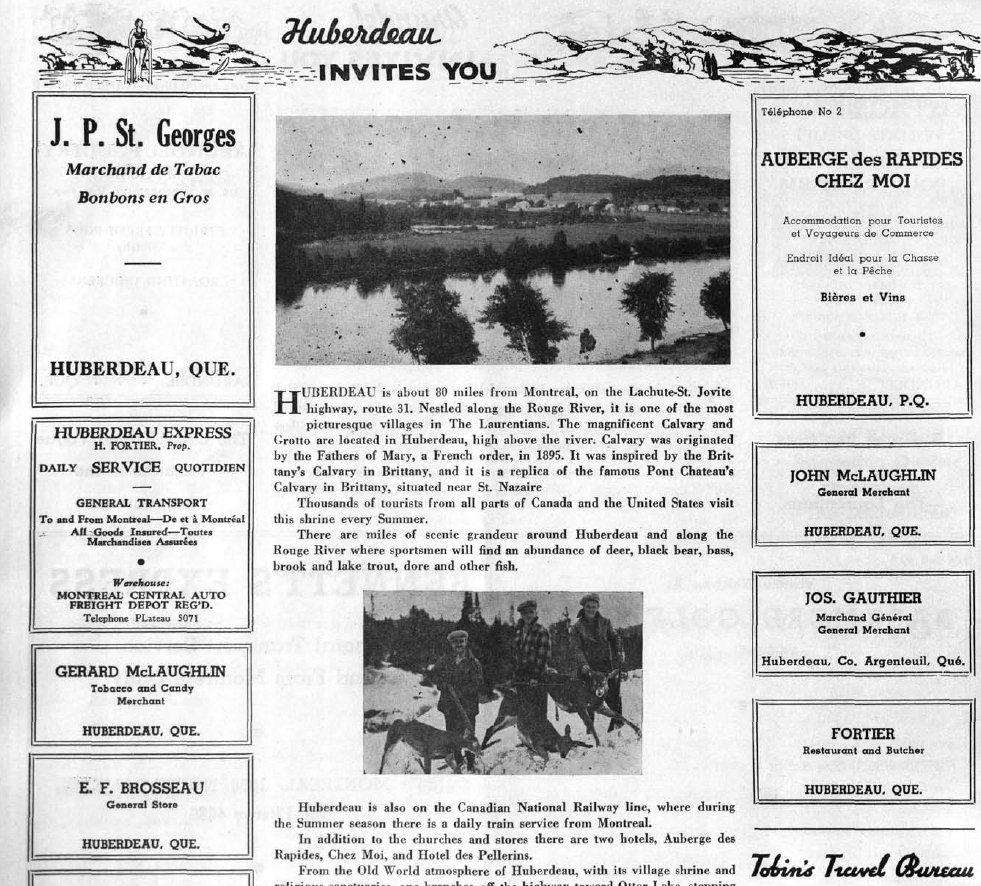 Huberdeau
INVITES YOU
J. P. St. Georges
Marchand de Tabac
Bonbons en Gros
HUBERDEAU, QUE.
HUBERDEAU EXPRESS
H. FORTIER, Prop.
DAILY SERVICE QUOTIDIEN
GENERAL TRANSPORT
To and From Montreal—De et à Montréal
All Goods Insured—Toutes
Marchandises Assurées
Warehouse:
MONTREAL CENTRAL AUTO
FREIGHT DEPOT REG'D.
Telephone PLateau 5071
GERARD McLAUGHLIN
Tobacco and Candy
Merchant
HUBERDEAU, QUE.
E. F. BROSSEAU
General Store
HUBERDEAU, QUE.
HUBERDEAU is about 80 miles from Montreal, on the Lachute-St. Jovite
highway, route 31. Nestled along the Rouge River, it is one of the most
picturesque villages in The Laurentians. The magnificent Calvary and
Grotto are located in Huberdeau, high above the river. Calvary was originated
by the Fathers of Mary, a French order, in 1895. It was inspired by the Brit-
tany's Calvary in Brittany, and it is a replica of the famous Pont Chateau's
Calvary in Brittany, situated near St. Nazaire
Thousands of tourists from all parts of Canada and the United States visit
this shrine every Summer.
There are miles of scenic grandeur around Huberdeau and along the
Rouge River where sportsmen will find an abundance of deer, black bear, bass,
brook and lake trout, dore and other fish.
Huberdeau is also on the Canadian National Railway line, where during
the Summer season there is a daily train service from Montreal.
In addition to the churches and stores there are two hotels, Auberge des
Rapides, Chez Moi, and Hotel des Pellerins.
From the Old World atmosphere of Huberdeau, with its village shrine and
religious sanctuaries, one branches off the highway toward Otter Lake, stopping
Téléphone No 2
AUBERGE des RAPIDES
CHEZ MOI
Accommodation pour Touristes
et Voyageurs de Commerce
Endroit Idéal pour la Chasse
et la Pêche
Bières et Vins
HUBERDEAU, P.Q.
JOHN McLAUGHLIN
General Merchant
HUBERDEAU, QUE.
JOS. GAUTHIER
Marchand Général
General Merchant
Huberdeau, Co. Argenteuil, Qué.
FORTIER
Restaurant and Butcher
HUBERDEAU, QUE.
Tobin's Travel Bureau